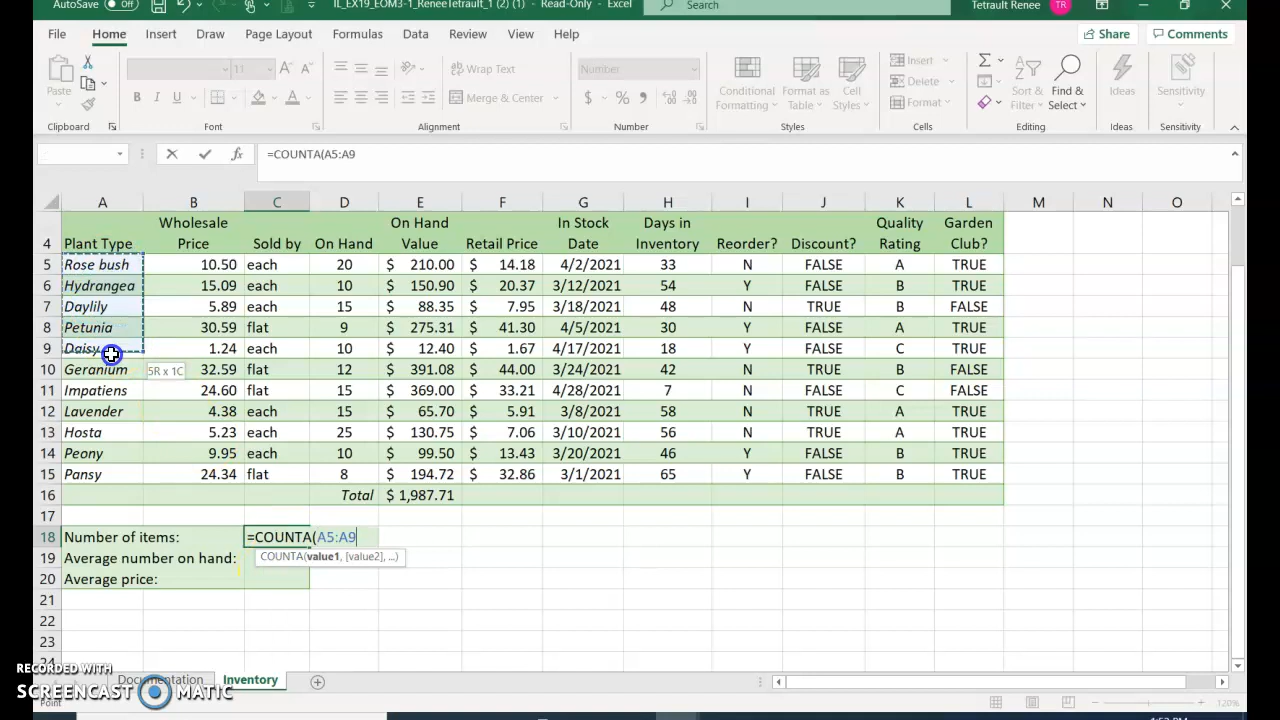 AutoSave Off IL_EX19_EOM3-1_ReneeTetrault_1 (2) (1) - Read-Only - Excel Search Tetrault Renee TR
File Home Insert Draw Page Layout Formulas Data Review View Help Share Comments
Paste 11 A A Wrap Text Number Conditional Formatting Format as Table Cell Styles Insert Sort & Filter Find & Select Ideas Sensitivity
B I U A Merge & Center $ % Delete
Format
Clipboard Font Alignment Number Styles Cells Editing Ideas Sensitivity
fx =COUNTA(A5:A9
A B C D E F G H I J K L M N O
Wholesale On Hand In Stock Days in Quality Garden
4 Plant Type Price Sold by On Hand Value Retail Price Date Inventory Reorder? Discount? Rating Club?
5 Rose bush 10.50 each 20 $ 210.00 $ 14.18 4/2/2021 33 N FALSE A TRUE
6 Hydrangea 15.09 each 10 $ 150.90 $ 20.37 3/12/2021 54 Y FALSE B TRUE
7 Daylily 5.89 each 15 $ 88.35 $ 7.95 3/18/2021 48 N TRUE B FALSE
8 Petunia 30.59 flat 9 $ 275.31 $ 41.30 4/5/2021 30 Y FALSE A TRUE
9 Daisy 1.24 each 10 $ 12.40 $ 1.67 4/17/2021 18 Y FALSE C TRUE
10 Geranium 32.59 flat 12 $ 391.08 $ 44.00 3/24/2021 42 N TRUE B FALSE
5R x 1C
11 Impatiens 24.60 flat 15 $ 369.00 $ 33.21 4/28/2021 7 N FALSE C TRUE
12 Lavender 4.38 each 15 $ 65.70 $ 5.91 3/8/2021 58 N TRUE A TRUE
13 Hosta 5.23 each 25 $ 130.75 $ 7.06 3/10/2021 56 N TRUE A TRUE
14 Peony 9.95 each 10 $ 99.50 $ 13.43 3/20/2021 46 Y FALSE B TRUE
15 Pansy 24.34 flat 8 $ 194.72 $ 32.86 3/1/2021 65 Y FALSE B TRUE
16 Total $ 1,987.71
17
18 Number of items: =COUNTA(A5:A9
19 Average number on hand: COUNTA(value1, [value2], ...)
20 Average price:
21
22
23
24
RECORDED WITH
Documentation Inventory
SCREENCAST MATIC
Point 120%